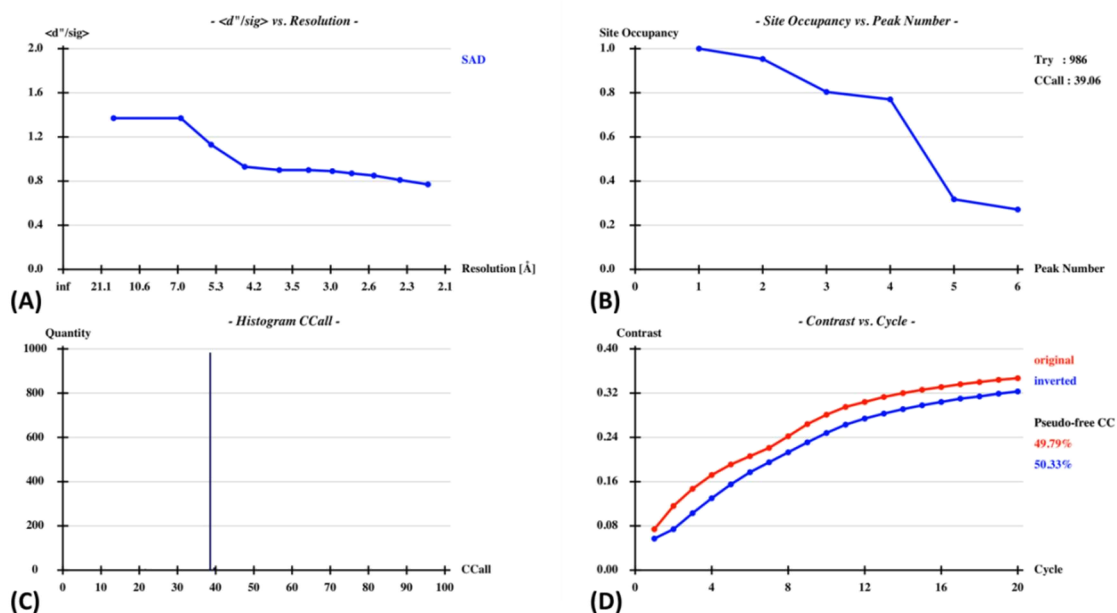 - <d"/sig> vs. Resolution -
<d"/sig>
2.0
SAD
1.6
1.2
0.8
0.4
0.0
Resolution [Å]
inf 21.1 10.6 7.0 5.3 4.2 3.5 3.0 2.6 2.3 2.1
(A)
- Site Occupancy vs. Peak Number -
Site Occupancy
1.0
Try : 986
CCall : 39.06
0.8
0.6
0.4
0.2
0.0
Peak Number
0 1 2 3 4 5 6
(B)
- Histogram CCall -
Quantity
1000
800
600
400
200
0
CCall
0 10 20 30 40 50 60 70 80 90 100
(C)
- Contrast vs. Cycle -
Contrast
0.40
original
inverted
0.32
Pseudo-free CC
0.24
49.79%
50.33%
0.16
0.08
0.00
Cycle
0 4 8 12 16 20
(D)